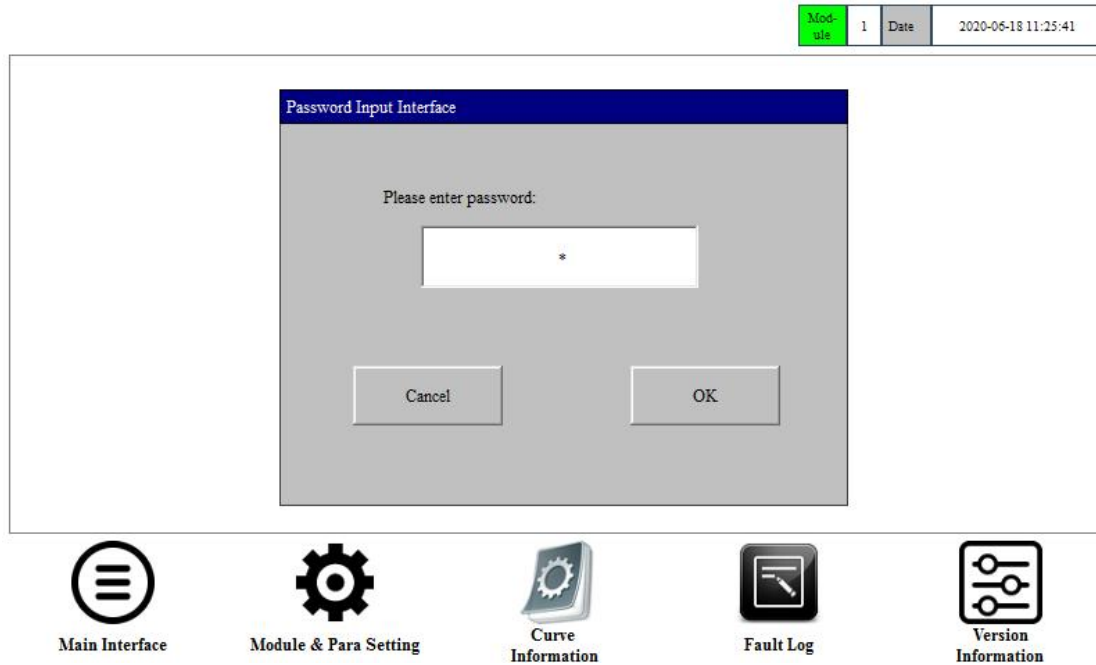 Mod-
ule 1 Date 2020-06-18 11:25:41
Password Input Interface
Please enter password:
*
Cancel OK
Main Interface
Module & Para Setting
Curve
Information
Fault Log
Version
Information